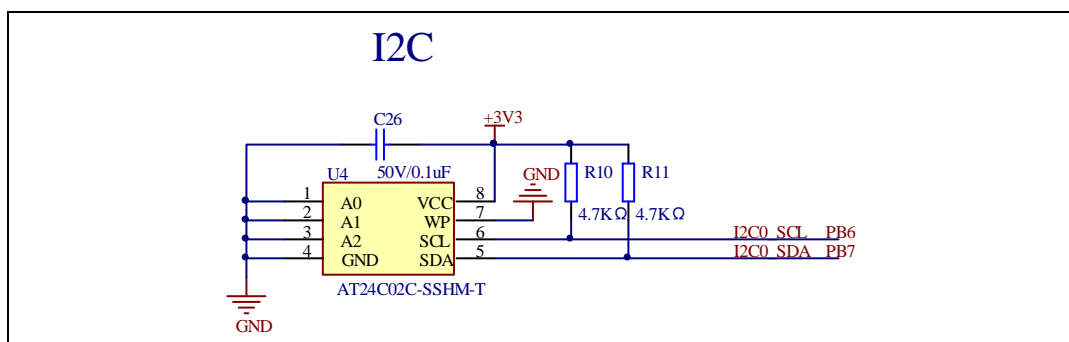 I2C
C26
+3V3
50V/0.1uF
U4
GND
R10
R11
1
A0
VCC
8
2
A1
WP
7
4.7KΩ
4.7KΩ
3
A2
SCL
6
I2C0_SCL PB6
4
GND
SDA
5
I2C0_SDA PB7
AT24C02C-SSHM-T
GND